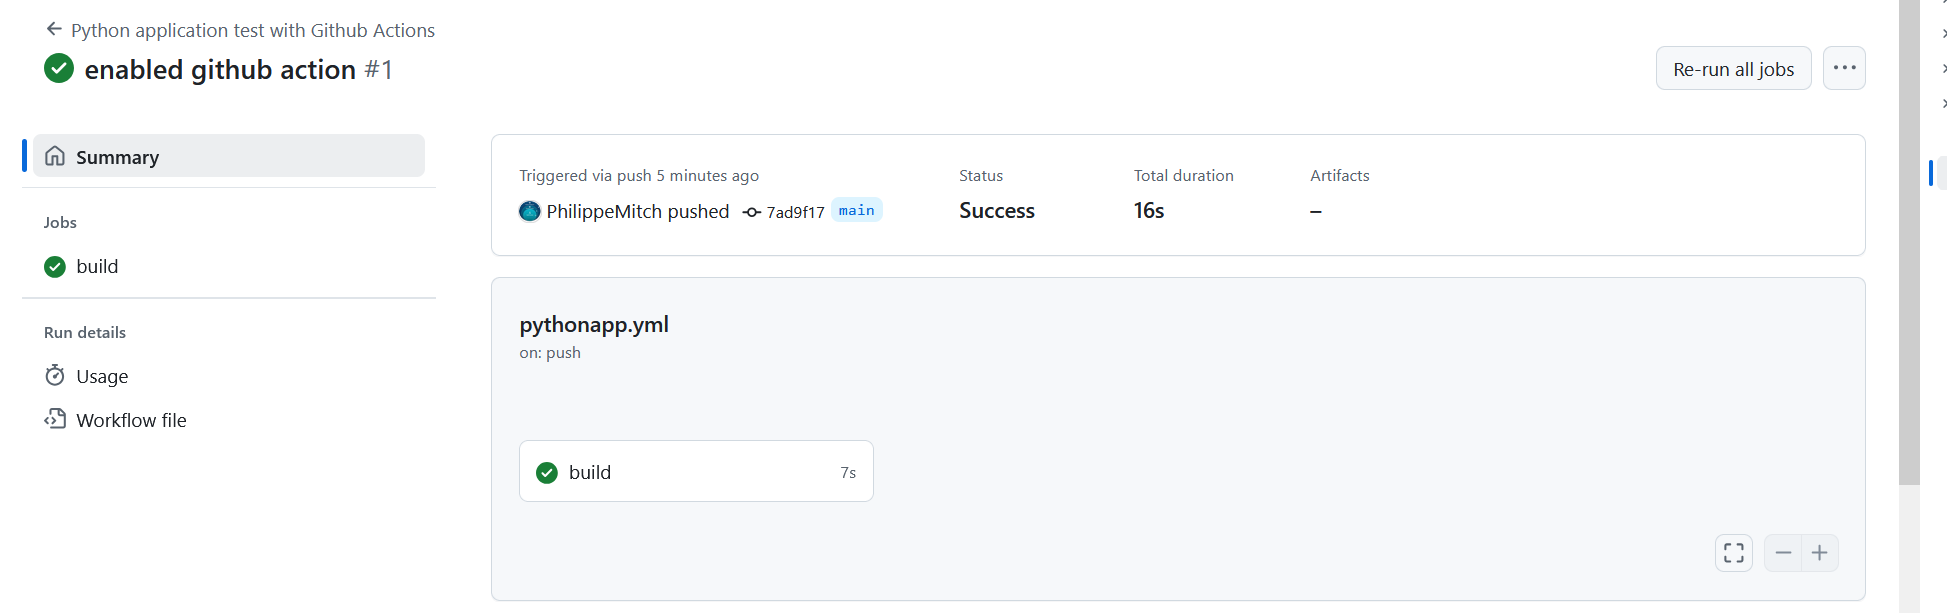 Python application test with Github Actions
enabled github action #1
Re-run all jobs
Summary
Jobs
build
Run details
Usage
Workflow file
Triggered via push 5 minutes ago
PhilippeMitch pushed 7ad9f17 main
Status
Success
Total duration
16s
Artifacts
–
pythonapp.yml
on: push
build 7s